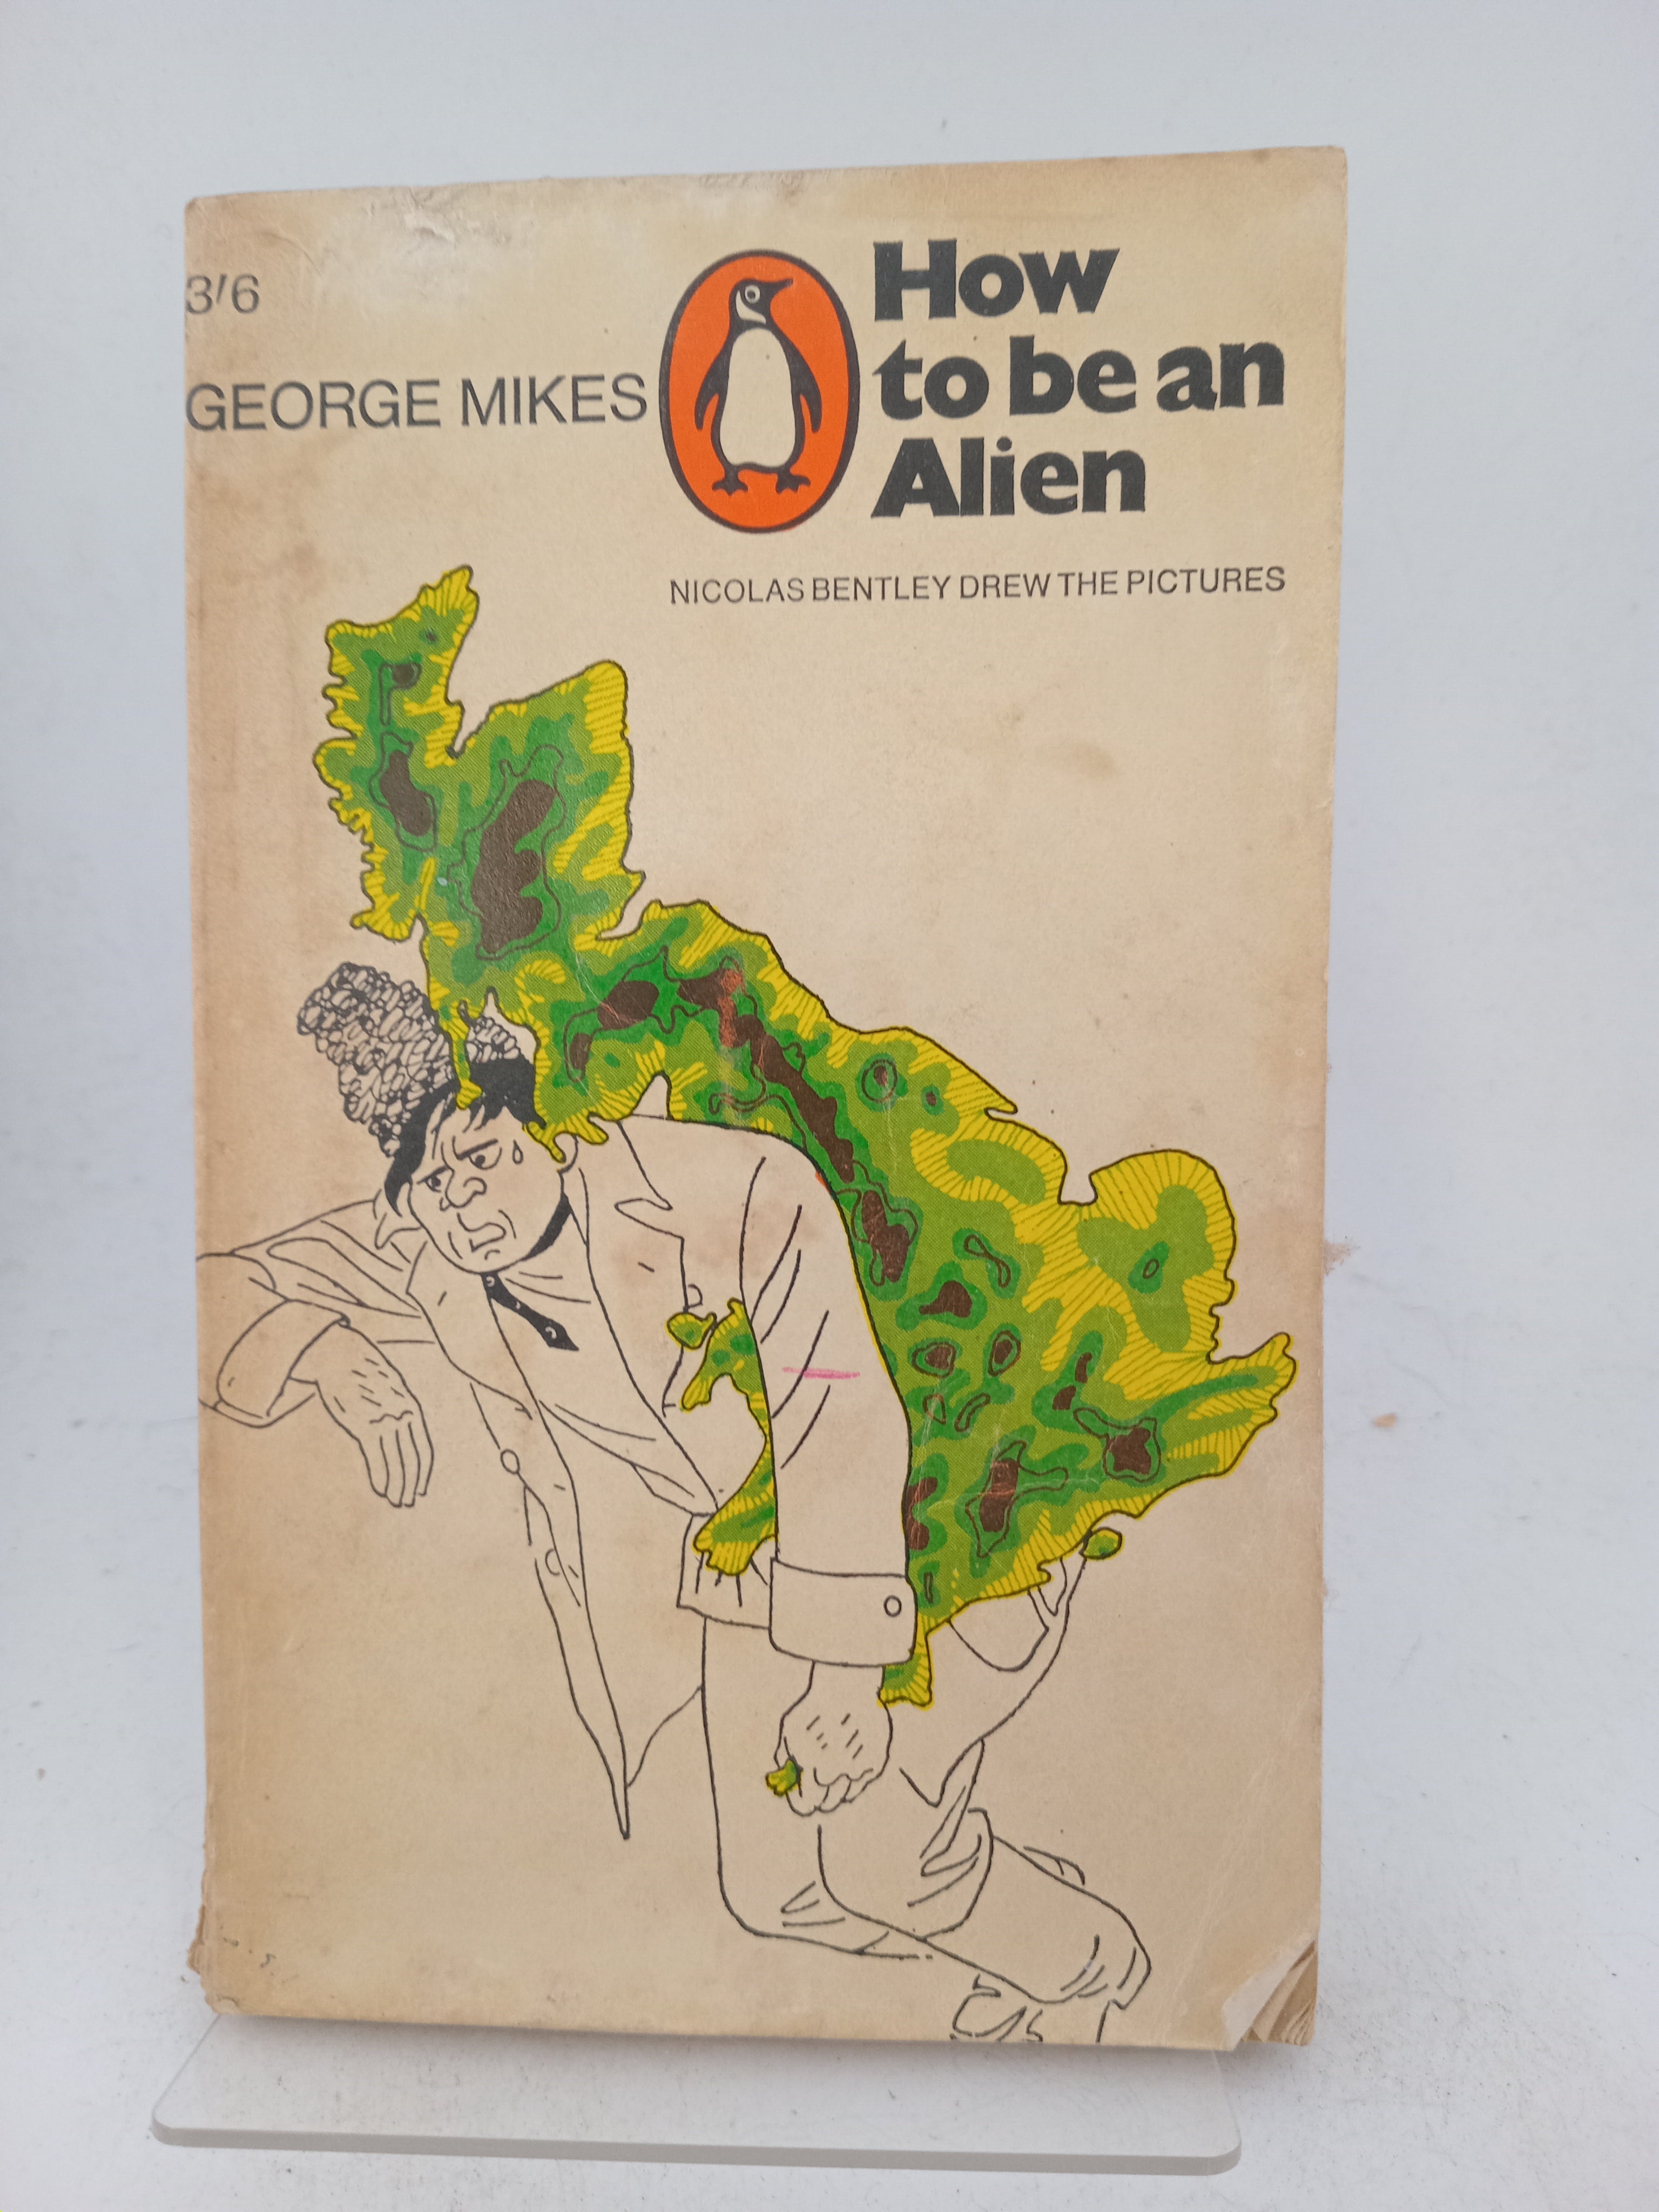 3'6
GEORGE MIKES
How
to be an
Alien
NICOLAS BENTLEY DREW THE PICTURES